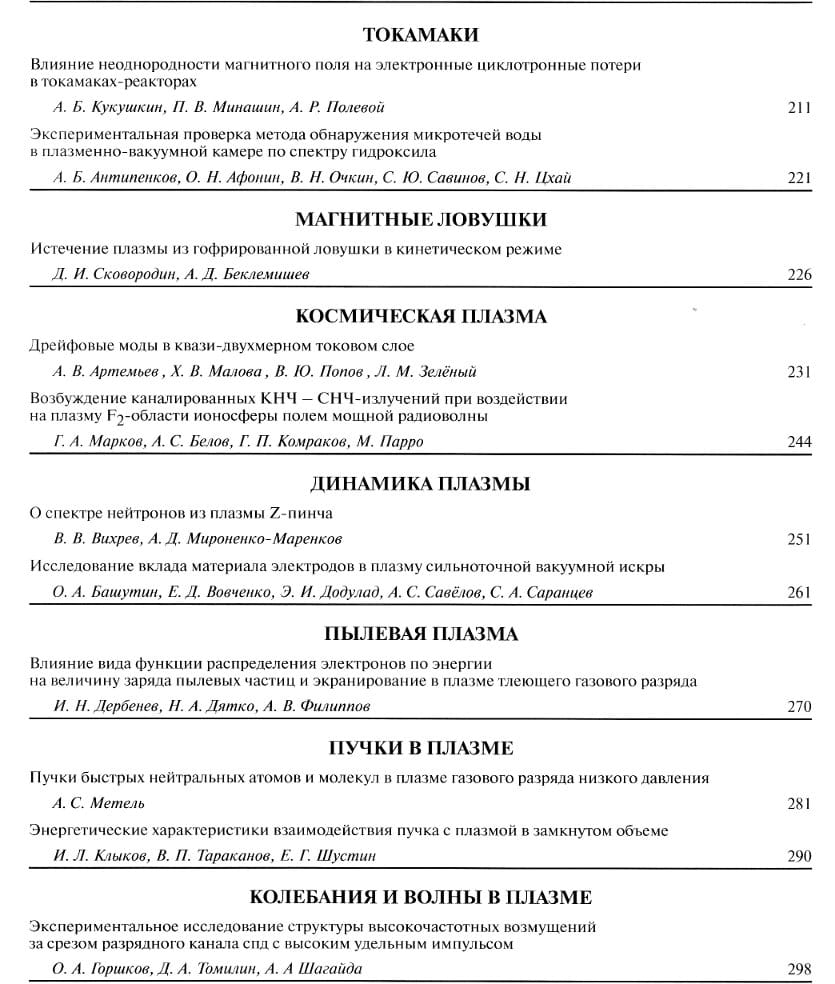 ТОКАМАКИ
Влияние неоднородности магнитного поля на электронные циклотронные потери
в токамаках-реакторах
А. Б. Кукушкин, П. В. Минашин, А. Р. Полевой 211
Экспериментальная проверка метода обнаружения микротечей воды
в плазменно-вакуумной камере по спектру гидроксила
А. Б. Антипенков, О. Н. Афонин, В. Н. Очкин, С. Ю. Савинов, С. Н. Цхай 221
МАГНИТНЫЕ ЛОВУШКИ
Истечение плазмы из гофрированной ловушки в кинетическом режиме
Д. И. Сковородин, А. Д. Беклемишев 226
КОСМИЧЕСКАЯ ПЛАЗМА
Дрейфовые моды в квази-двухмерном токовом слое
А. В. Артемьев, Х. В. Малова, В. Ю. Попов, Л. М. Зелёный 231
Возбуждение каналированных КНЧ – СНЧ-излучений при воздействии
на плазму F2-области ионосферы полем мощной радиоволны
Г. А. Марков, А. С. Белов, Г. П. Комраков, М. Парро 244
ДИНАМИКА ПЛАЗМЫ
О спектре нейтронов из плазмы Z-пинча
В. В. Вихрев, А. Д. Мироненко-Маренков 251
Исследование вклада материала электродов в плазму сильноточной вакуумной искры
О. А. Башутин, Е. Д. Вовченко, Э. И. Додулад, А. С. Савёлов, С. А. Саранцев 261
ПЫЛЕВАЯ ПЛАЗМА
Влияние вида функции распределения электронов по энергии
на величину заряда пылевых частиц и экранирование в плазме тлеющего газового разряда
И. Н. Дербенев, Н. А. Дятко, А. В. Филиппов 270
ПУЧКИ В ПЛАЗМЕ
Пучки быстрых нейтральных атомов и молекул в плазме газового разряда низкого давления
А. С. Метель 281
Энергетические характеристики взаимодействия пучка с плазмой в замкнутом объеме
И. Л. Клыков, В. П. Тараканов, Е. Г. Шустин 290
КОЛЕБАНИЯ И ВОЛНЫ В ПЛАЗМЕ
Экспериментальное исследование структуры высокочастотных возмущений
за срезом разрядного канала спд с высоким удельным импульсом
О. А. Горшков, Д. А. Томилин, А. А Шагайда 298